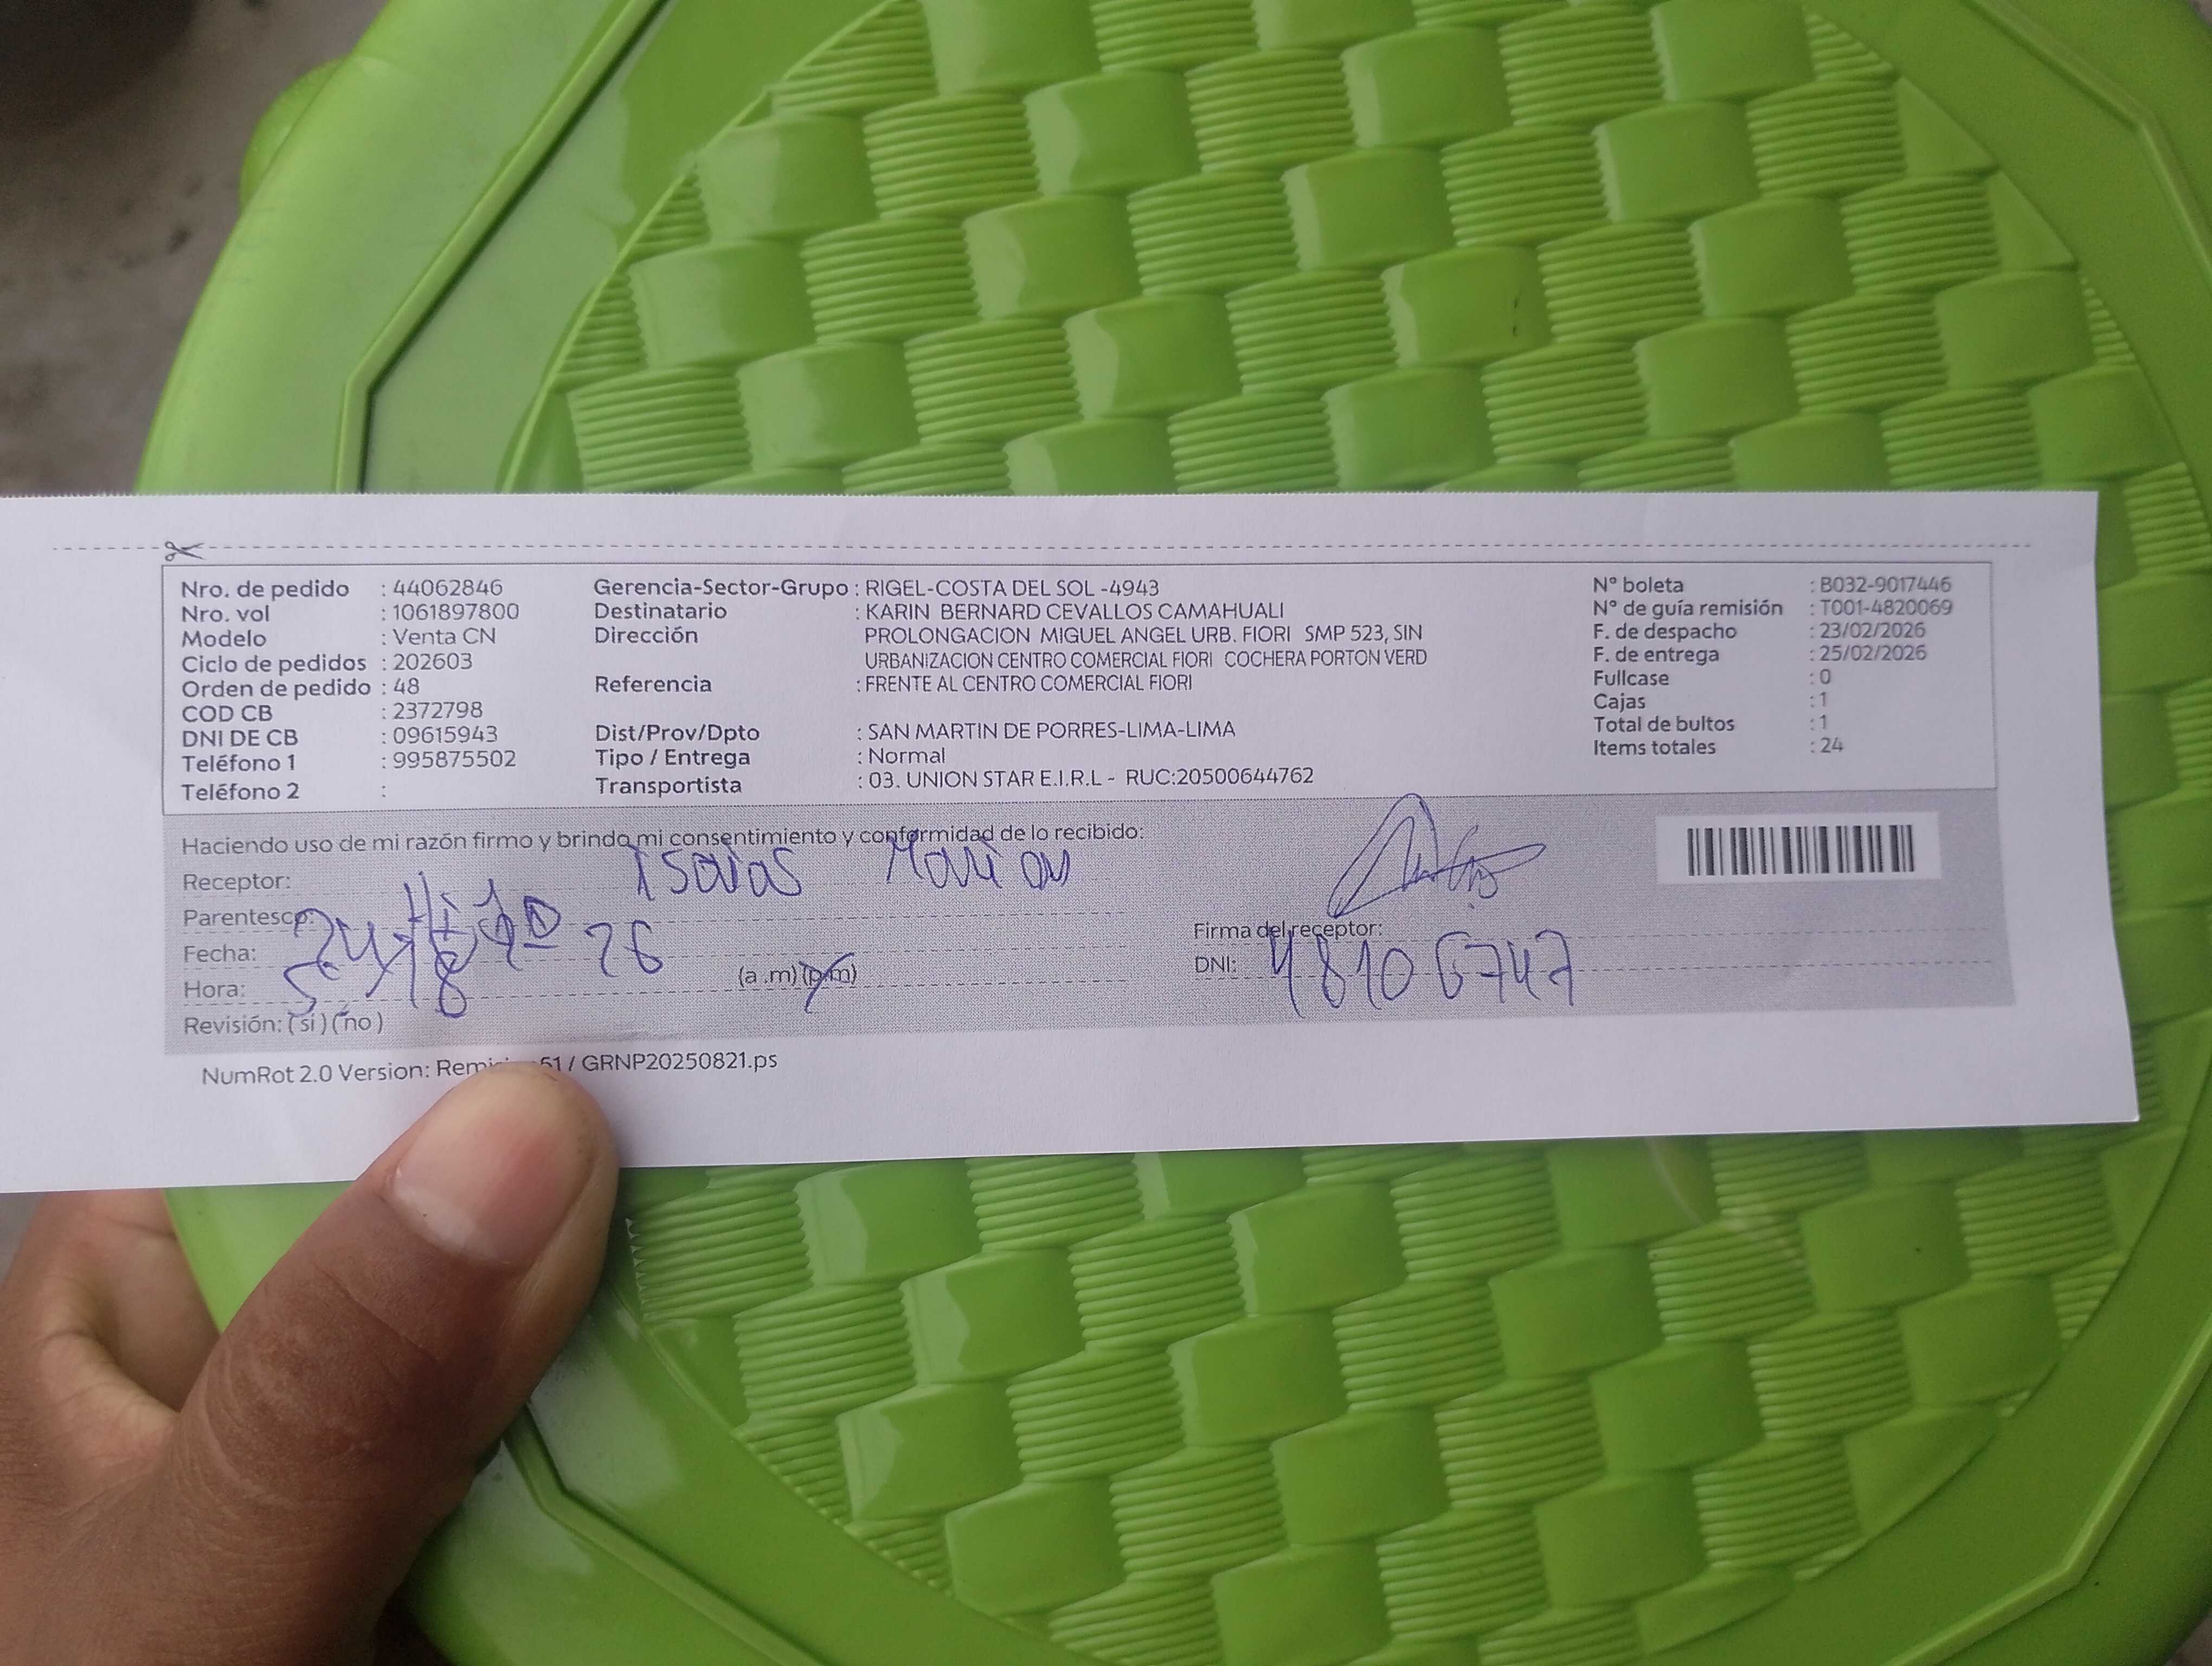 Nro. de pedido : 44062846
Nro. vol : 1061897800
Modelo : Venta CN
Ciclo de pedidos : 202603
Orden de pedido : 48
COD CB : 2372798
DNI DE CB : 09615943
Teléfono 1 : 995875502
Teléfono 2 :
Gerencia-Sector-Grupo : RIGEL-COSTA DEL SOL -4943
Destinatario : KARIN BERNARD CEVALLOS CAMAHUALI
Dirección PROLONGACION MIGUEL ANGEL URB. FIORI SMP 523, SIN
URBANIZACION CENTRO COMERCIAL FIORI COCHERA PORTON VERD
Referencia : FRENTE AL CENTRO COMERCIAL FIORI
Dist/Prov/Dpto : SAN MARTIN DE PORRES-LIMA-LIMA
Tipo / Entrega : Normal
Transportista : 03. UNION STAR E.I.R.L - RUC:20500644762
N° boleta : B032-9017446
N° de guía remisión : T001-4820069
F. de despacho : 23/02/2026
F. de entrega : 25/02/2026
Fullcase : 0
Cajas : 1
Total de bultos : 1
Items totales : 24
Haciendo uso de mi razón firmo y brindo mi consentimiento y conformidad de lo recibido:
Receptor: Isaias
Parentesco: Hijo
Fecha: 26
Hora: (a.m) (p.m)
Revisión: (si) (no)
Firma del receptor:
DNI: 48106747
NumRot 2.0 Version: 51 / GRNP20250821.ps